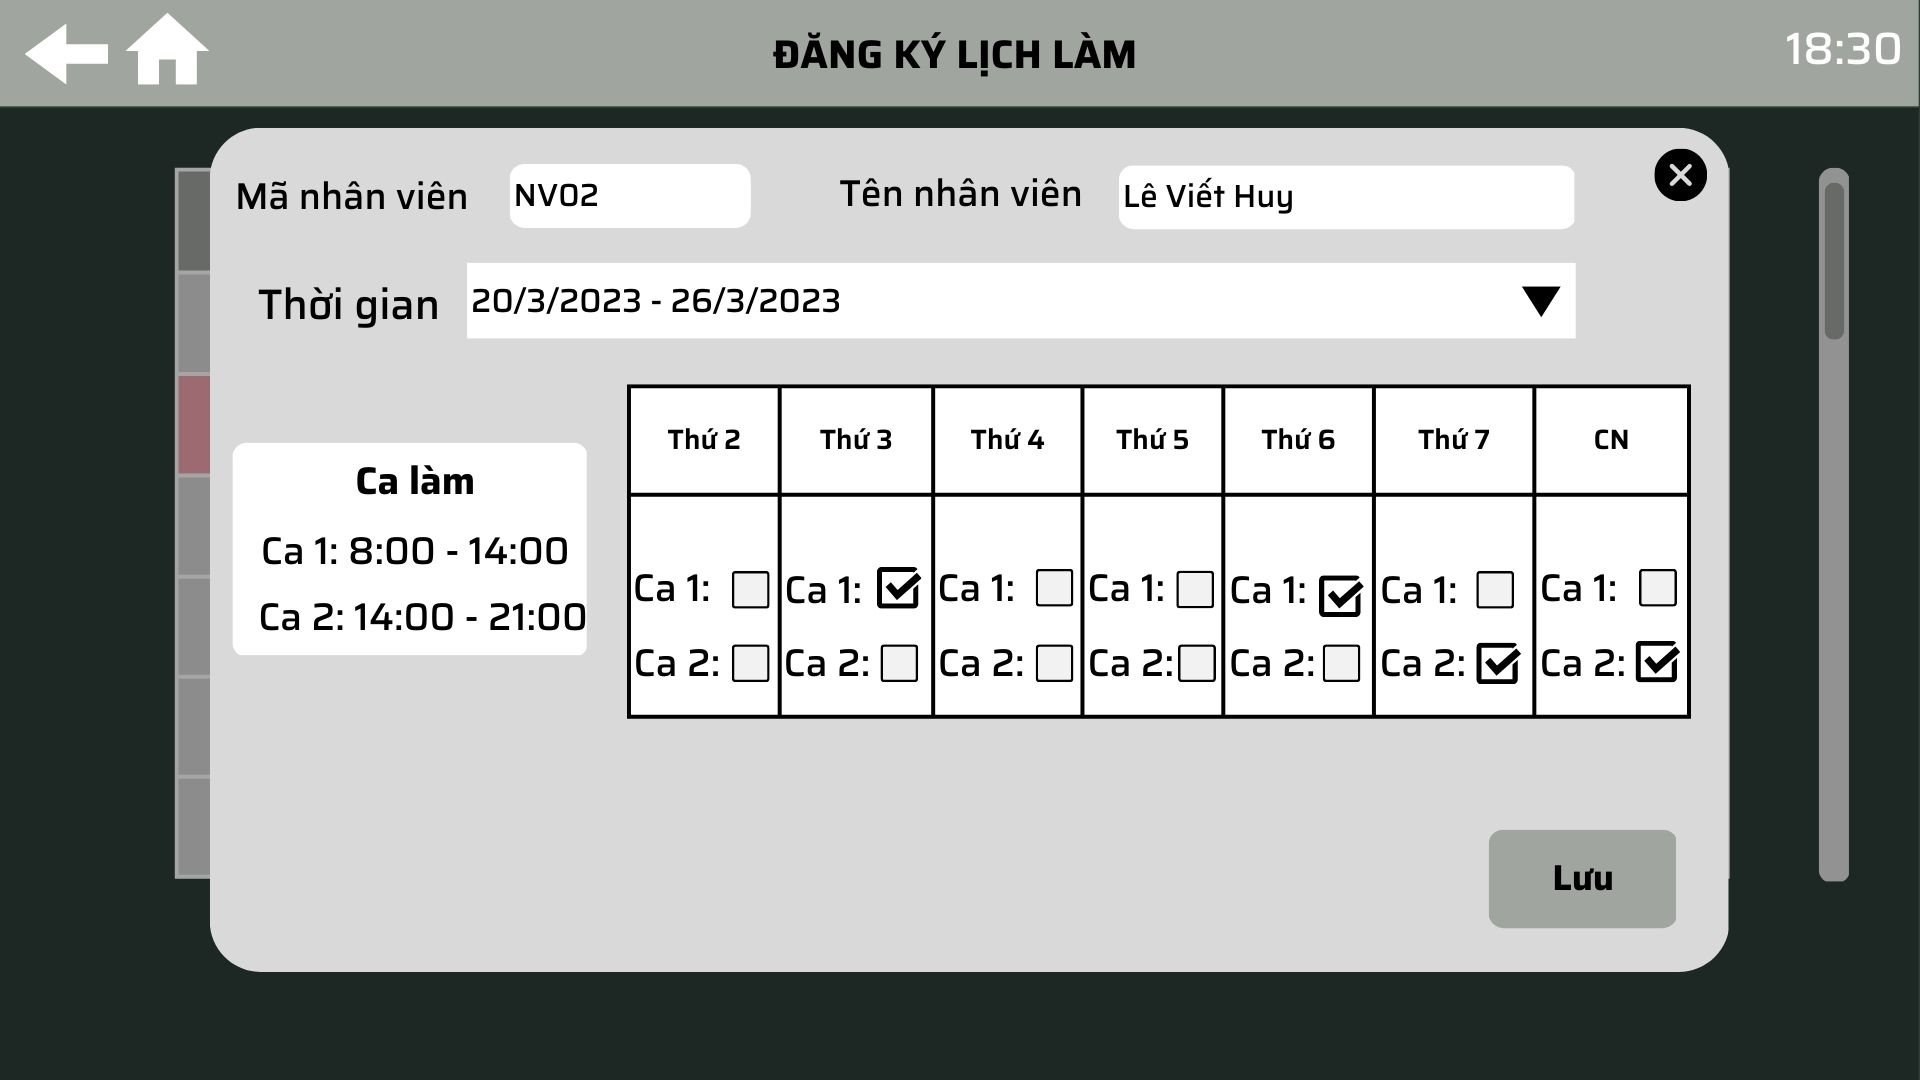 ĐĂNG KÝ LỊCH LÀM
18:30
Mã nhân viên NV02 Tên nhân viên Lê Viết Huy
Thời gian 20/3/2023 - 26/3/2023
Ca làm
Ca 1: 8:00 - 14:00
Ca 2: 14:00 - 21:00
Thứ 2 Thứ 3 Thứ 4 Thứ 5 Thứ 6 Thứ 7 CN
Ca 1: Ca 1: Ca 1: Ca 1: Ca 1: Ca 1: Ca 1:
Ca 2: Ca 2: Ca 2: Ca 2: Ca 2: Ca 2: Ca 2:
Lưu